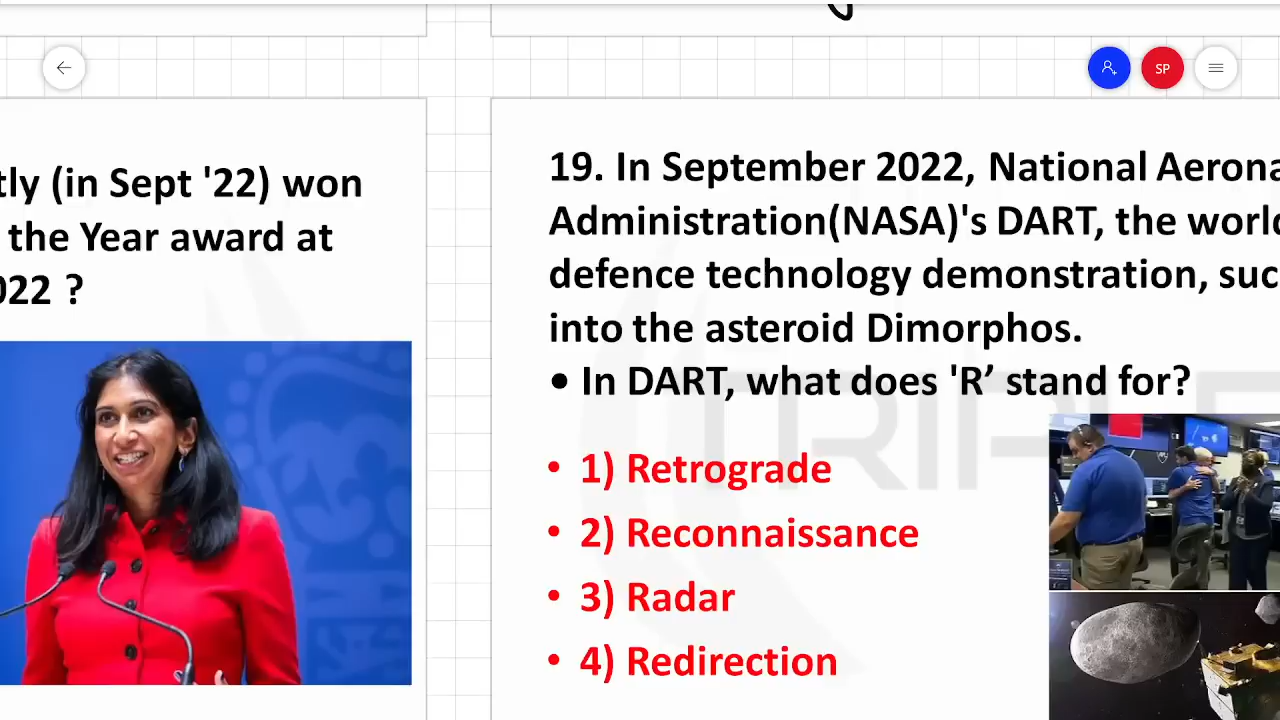 SP
tly (in Sept '22) won
the Year award at
022 ?
19. In September 2022, National Aerona
Administration(NASA)'s DART, the world
defence technology demonstration, suc
into the asteroid Dimorphos.
• In DART, what does 'R’ stand for?
• 1) Retrograde
• 2) Reconnaissance
• 3) Radar
• 4) Redirection